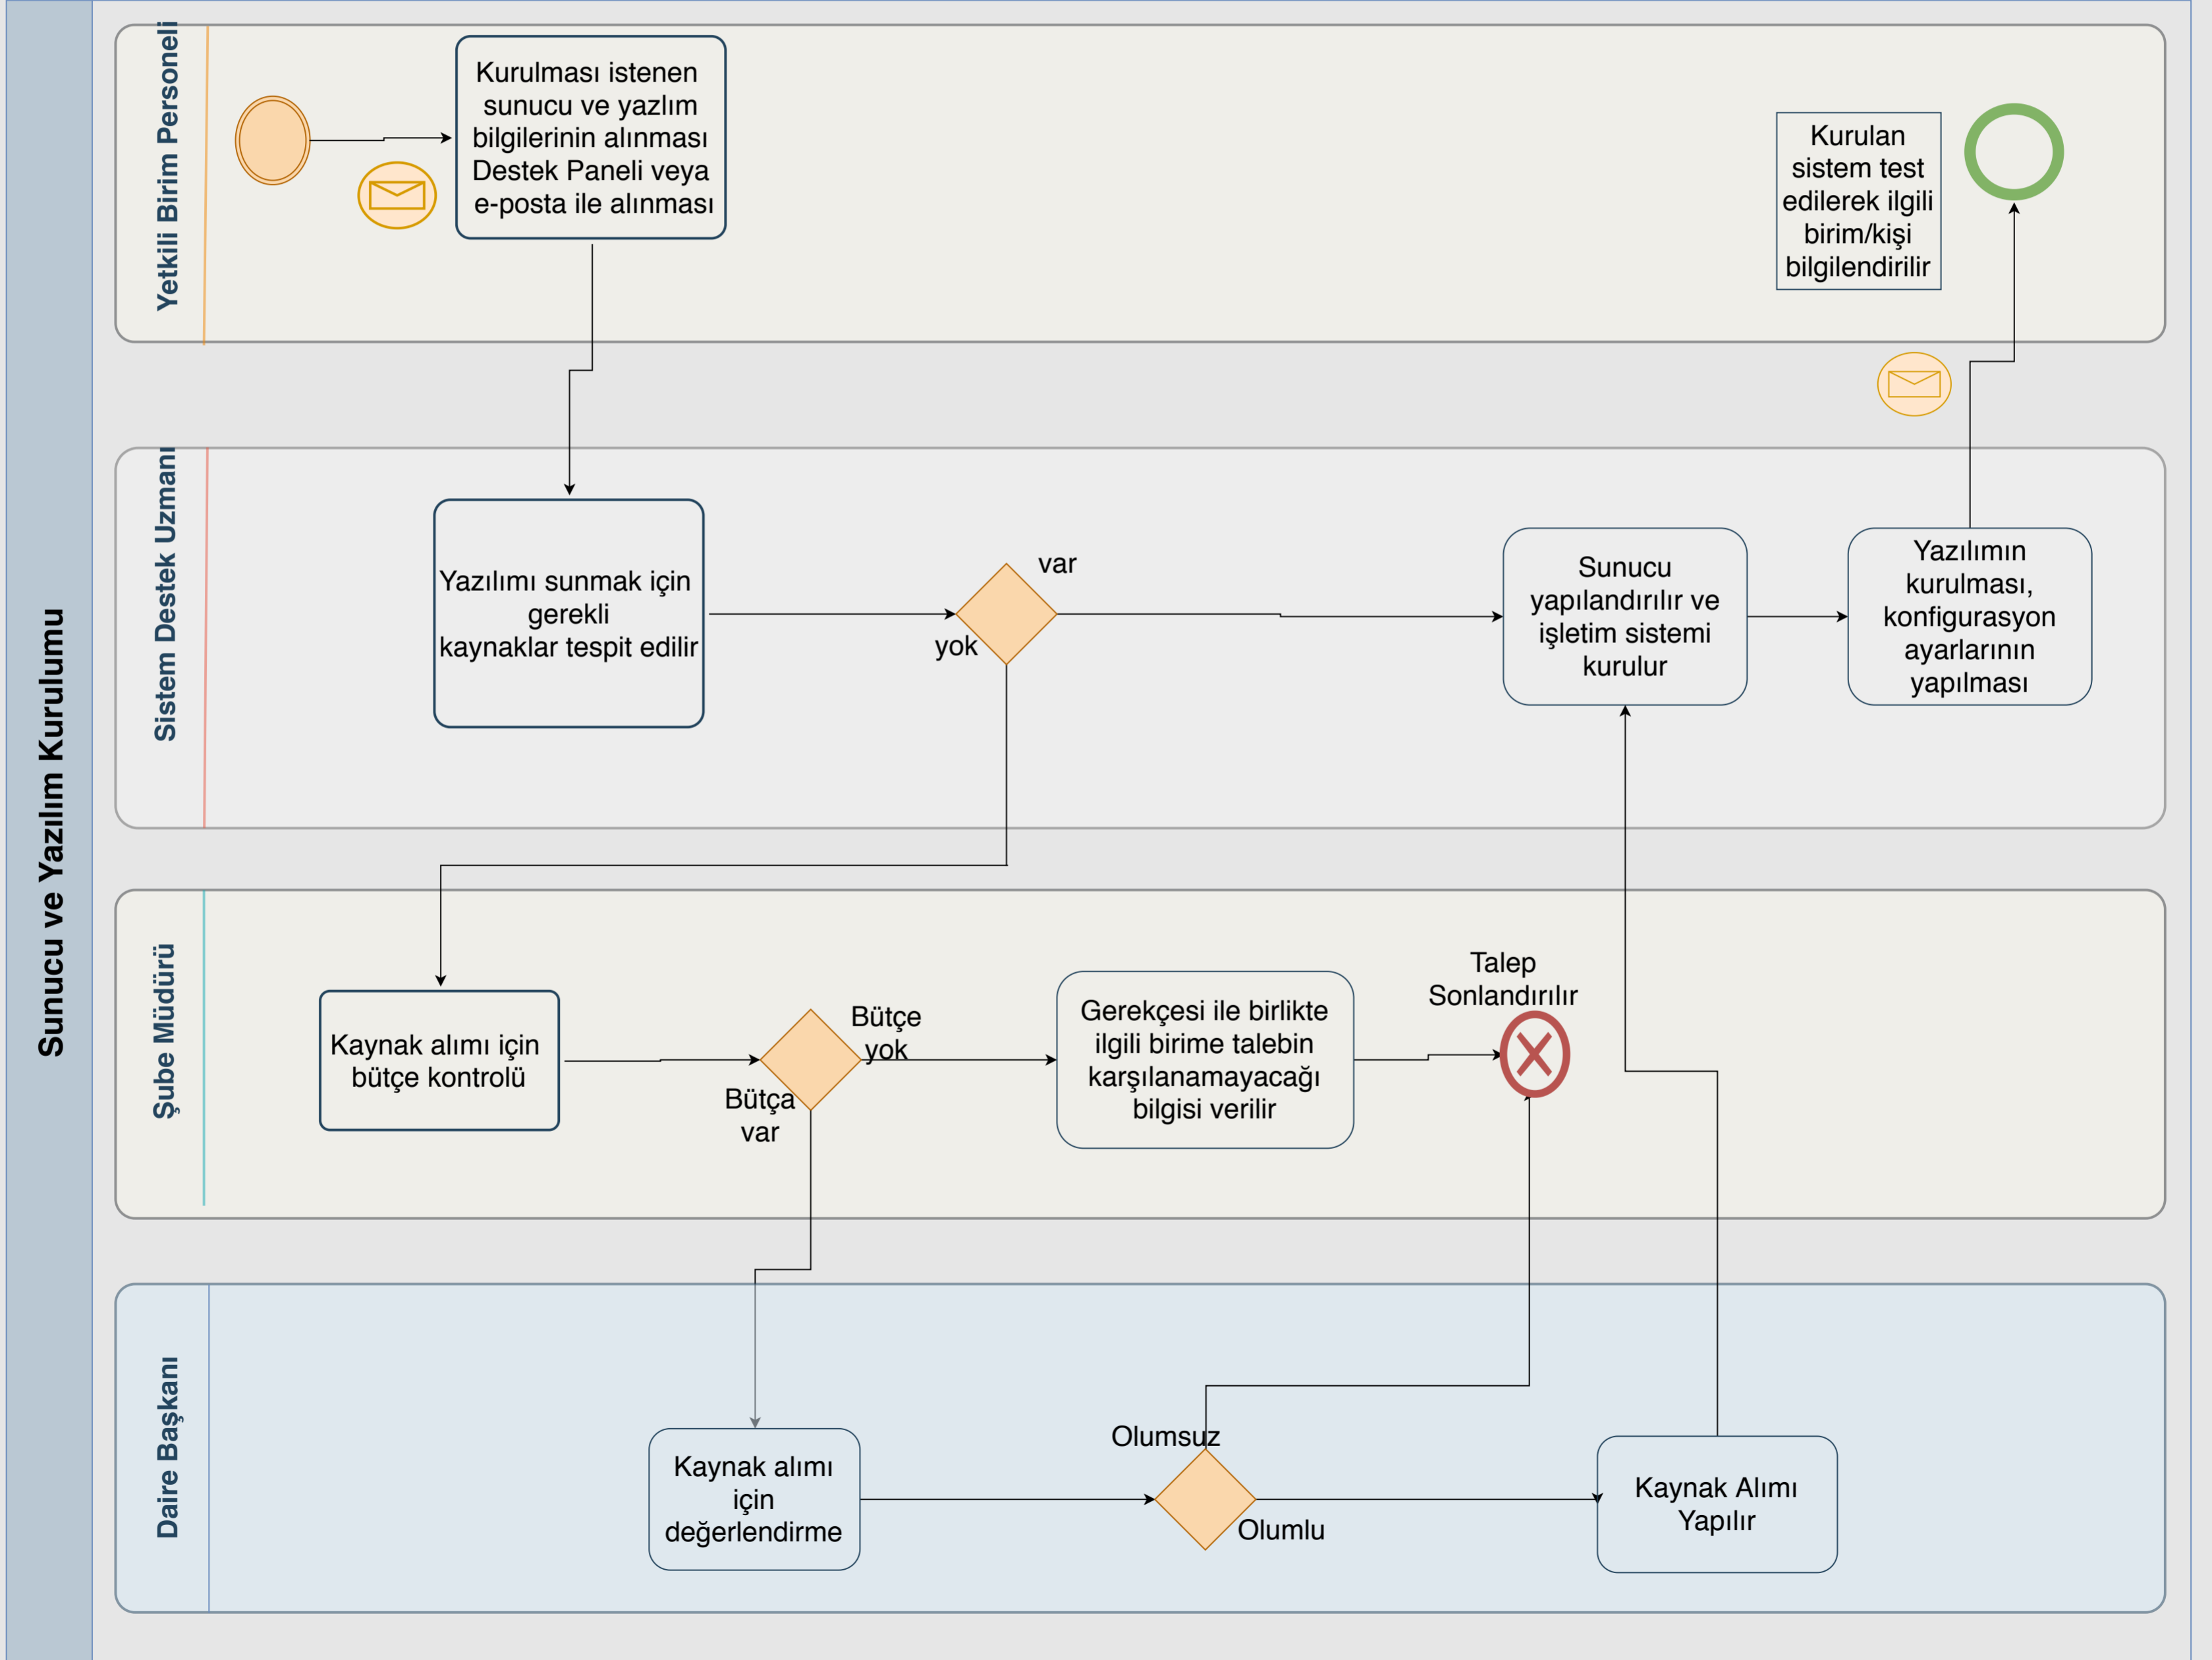 Sunucu ve Yazılım Kurulumu
Yetkili Birim Personeli
Kurulması istenen
sunucu ve yazlım
bilgilerinin alınması
Destek Paneli veya
e-posta ile alınması
Kurulan
sistem test
edilerek ilgili
birim/kişi
bilgilendirilir
Sistem Destek Uzmanı
Yazılımı sunmak için
gerekli
kaynaklar tespit edilir
var
yok
Sunucu
yapılandırılır ve
işletim sistemi
kurulur
Yazılımın
kurulması,
konfigurasyon
ayarlarının
yapılması
Şube Müdürü
Kaynak alımı için
bütçe kontrolü
Bütçe
yok
Bütça
var
Gerekçesi ile birlikte
ilgili birime talebin
karşılanamayacağı
bilgisi verilir
Talep
Sonlandırılır
Daire Başkanı
Kaynak alımı
için
değerlendirme
Olumsuz
Olumlu
Kaynak Alımı
Yapılır